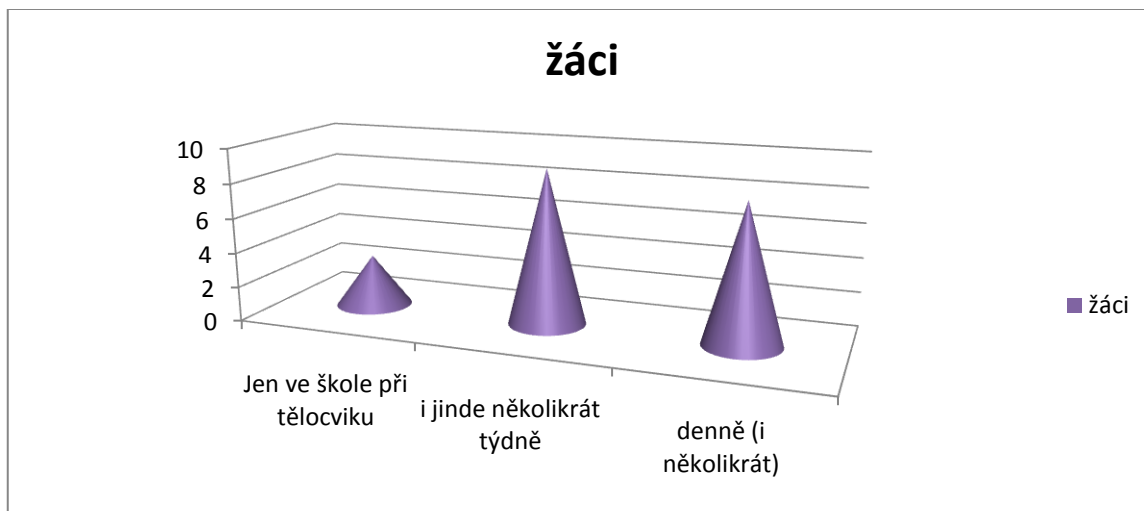 žáci
10
8
6
4
2
0
Jen ve škole při
tělocviku
i jinde několikrát
týdně
denně (i
několikrát)
žáci